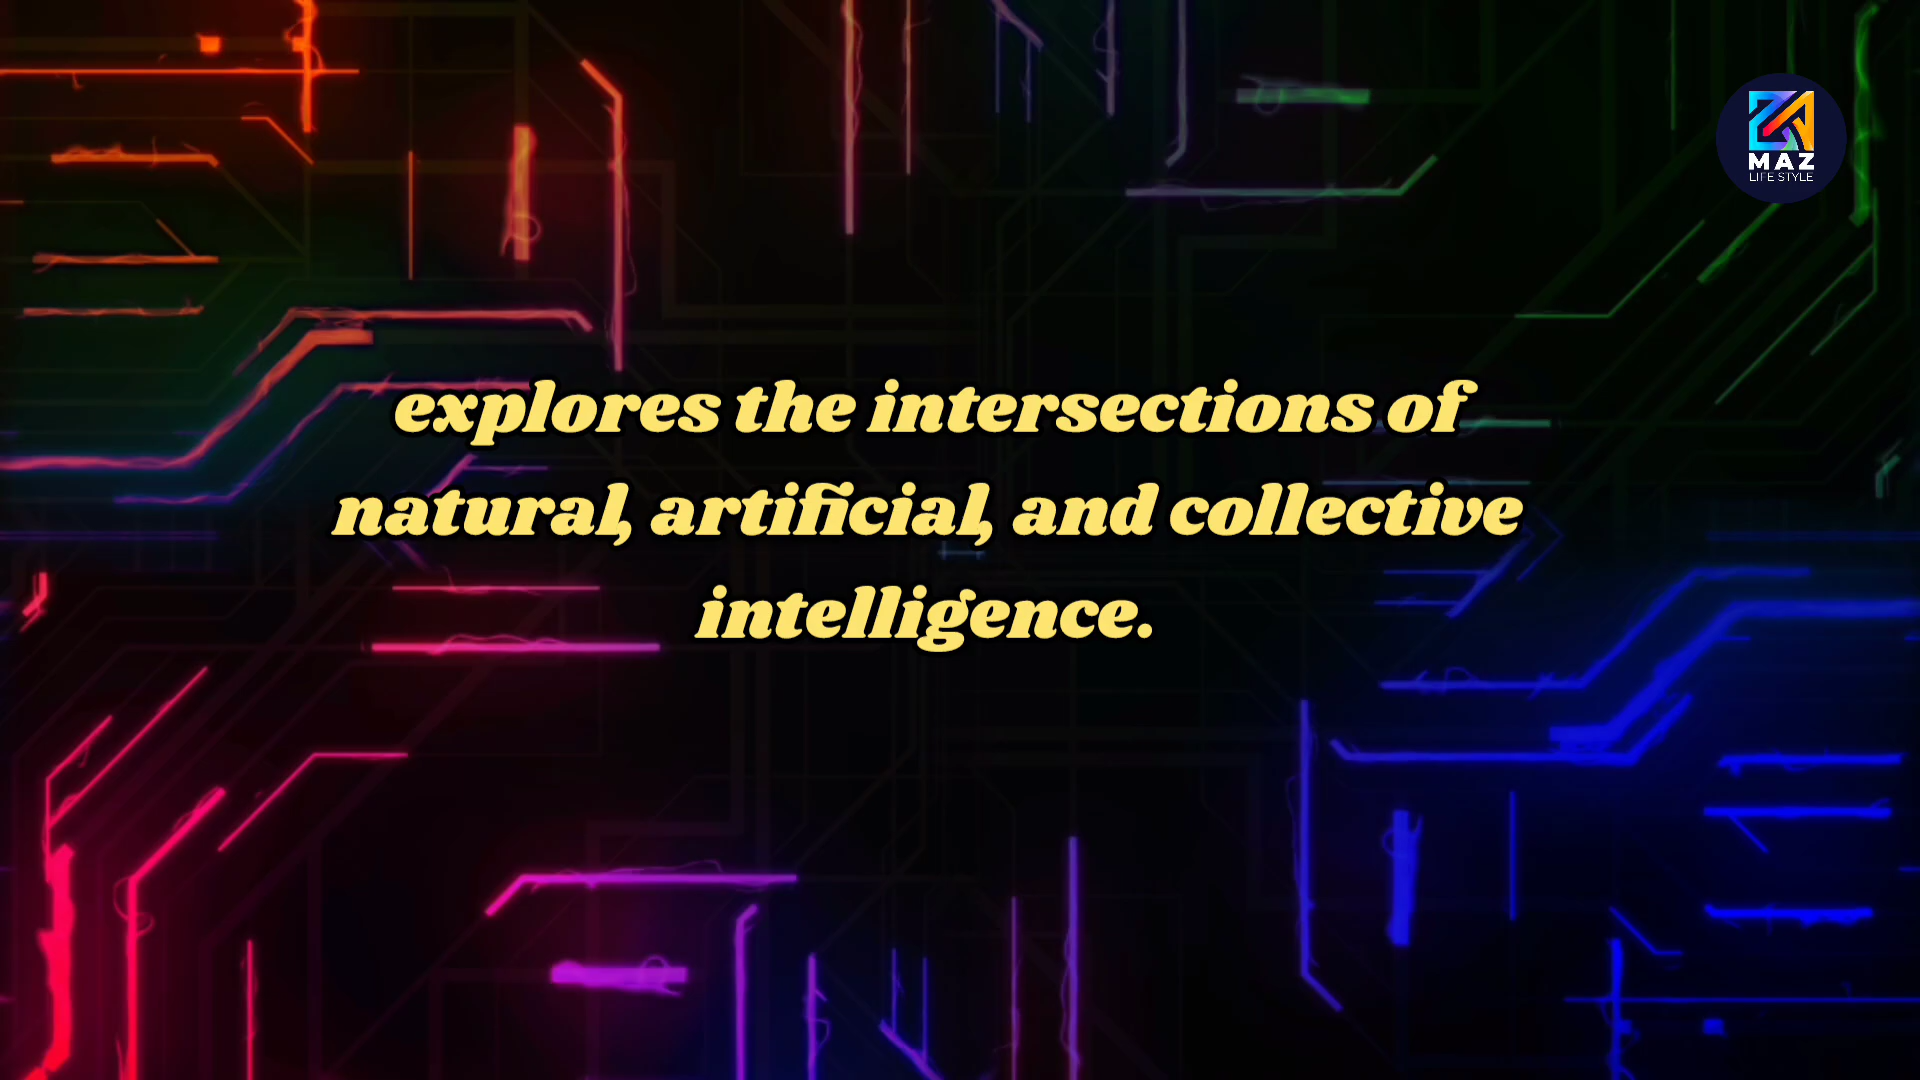 MAZ
LIFE STYLE
explores the intersections of
natural, artificial, and collective
intelligence.